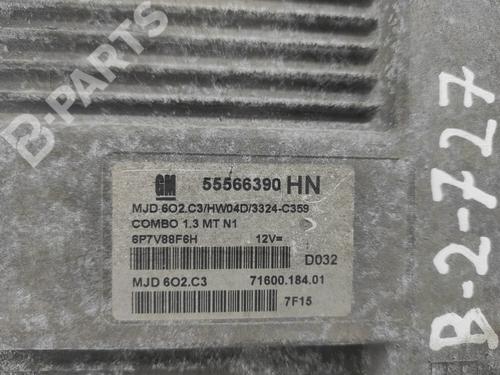 B-PARTS
GM
55566390 HN
MJD 6O2.C3/HW04D/3324-C359
COMBO 1.3 MT N1
6P7V88F6H 12V=
D032
MJD 6O2.C3 71600.184.01
7F15
B-2-727